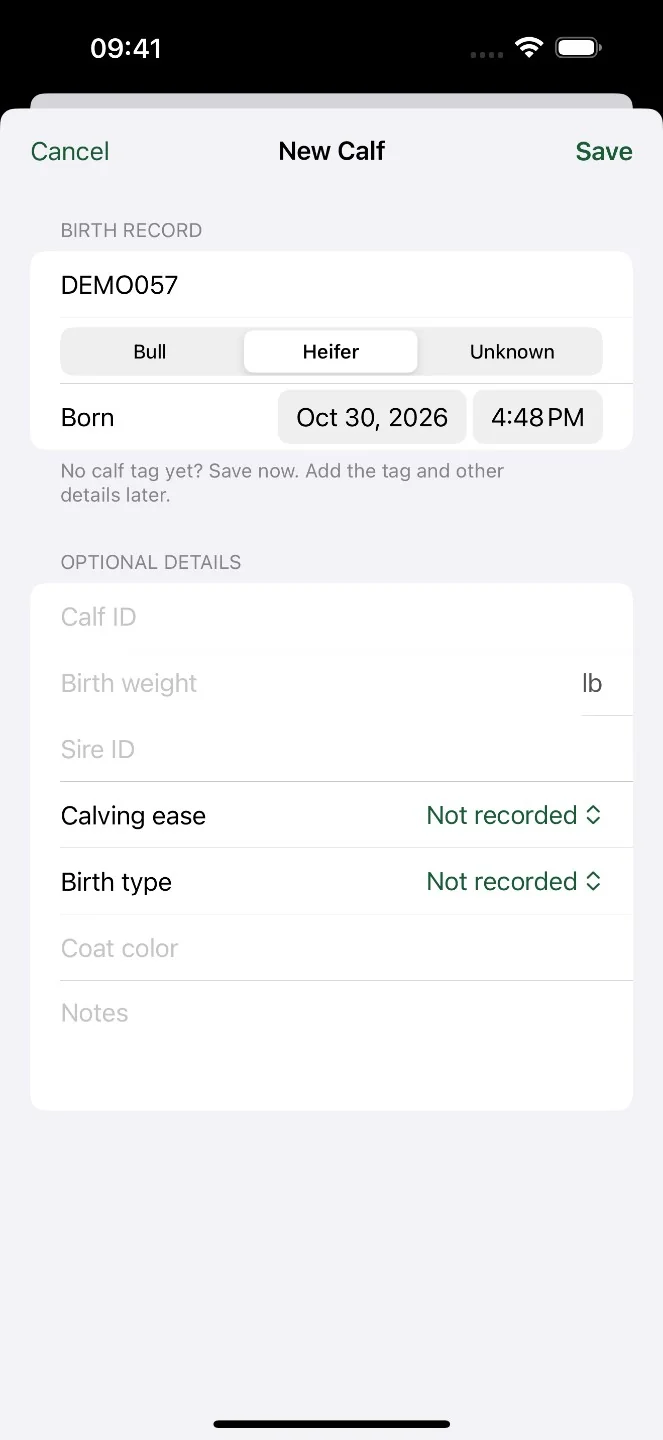 09:41
Cancel New Calf Save
BIRTH RECORD
DEMO057
Bull Heifer Unknown
Born Oct 30, 2026 4:48 PM
No calf tag yet? Save now. Add the tag and other
details later.
OPTIONAL DETAILS
Calf ID
Birth weight lb
Sire ID
Calving ease Not recorded
Birth type Not recorded
Coat color
Notes